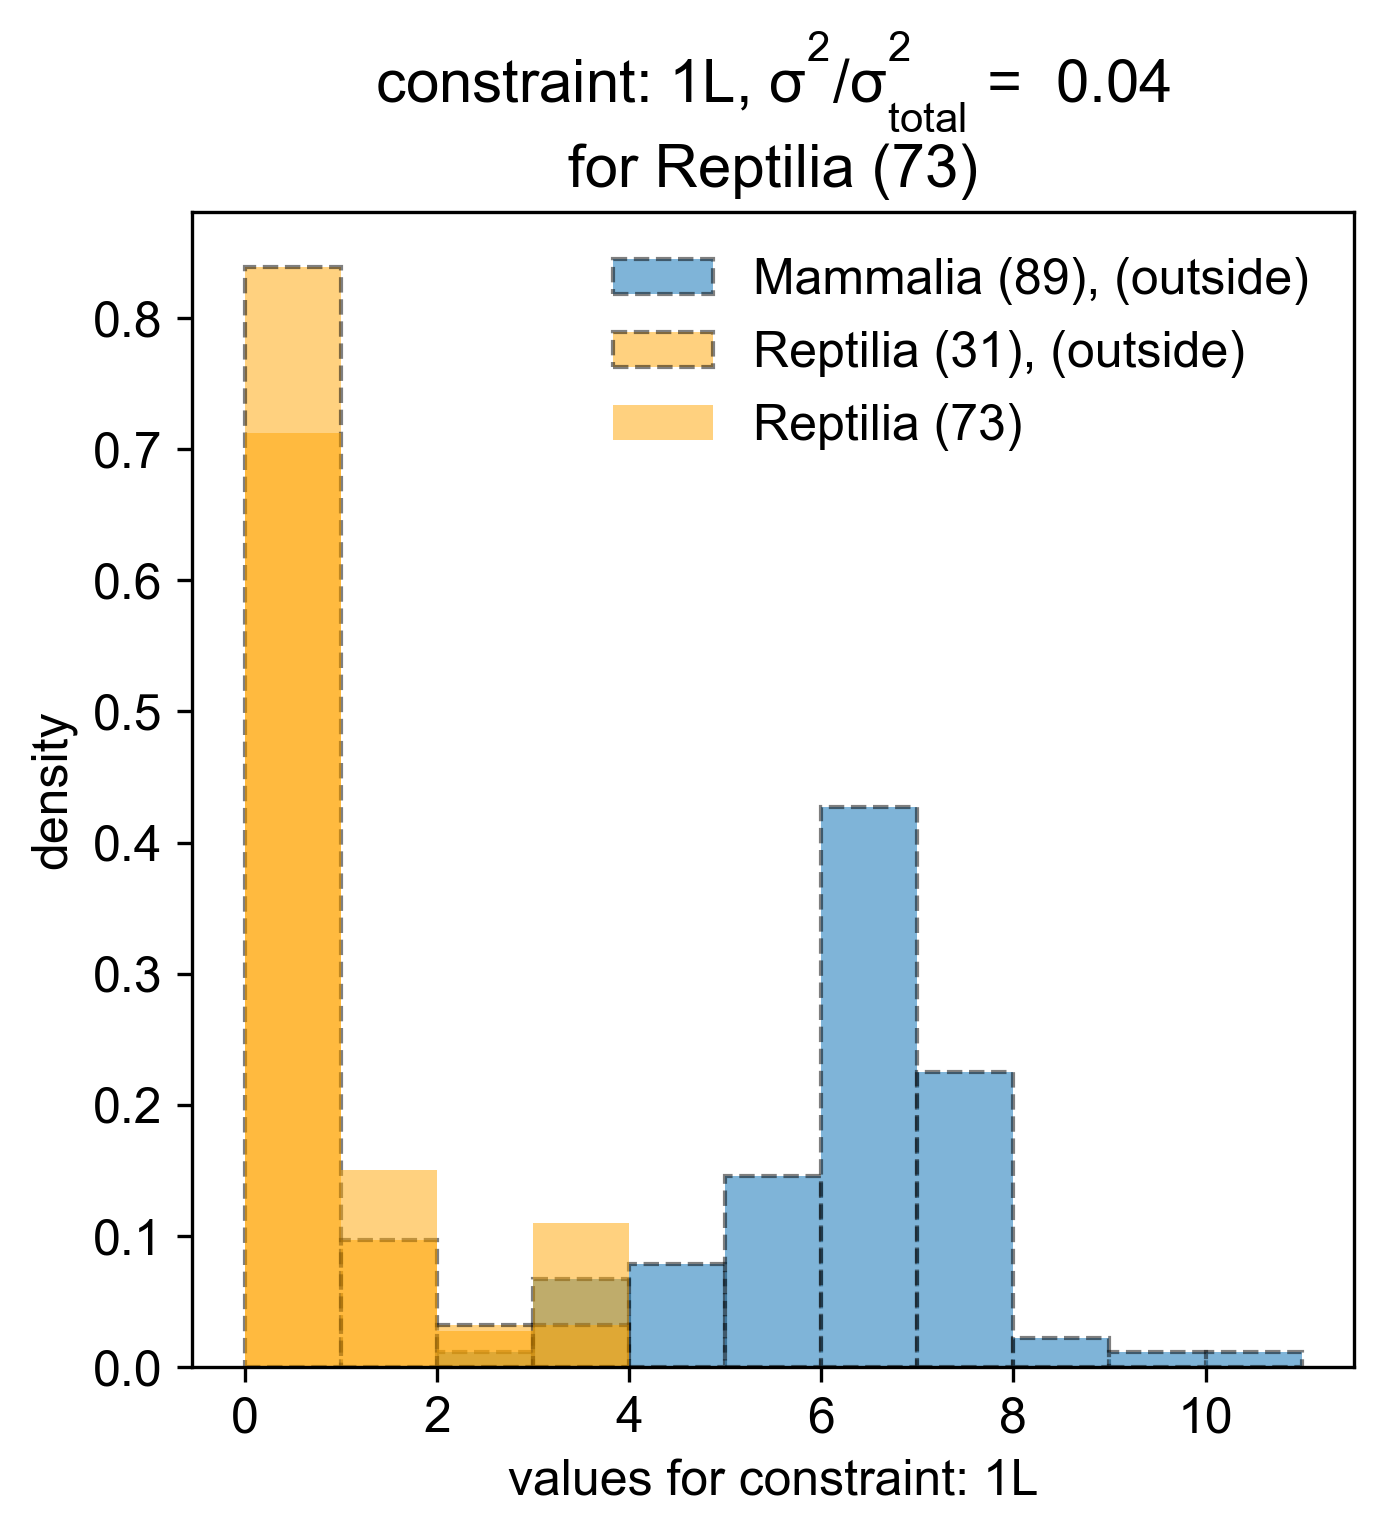 constraint: 1L, σ²/σ²total = 0.04
for Reptilia (73)
Mammalia (89), (outside)
Reptilia (31), (outside)
Reptilia (73)
density
0.8
0.7
0.6
0.5
0.4
0.3
0.2
0.1
0.0
0 2 4 6 8 10
values for constraint: 1L